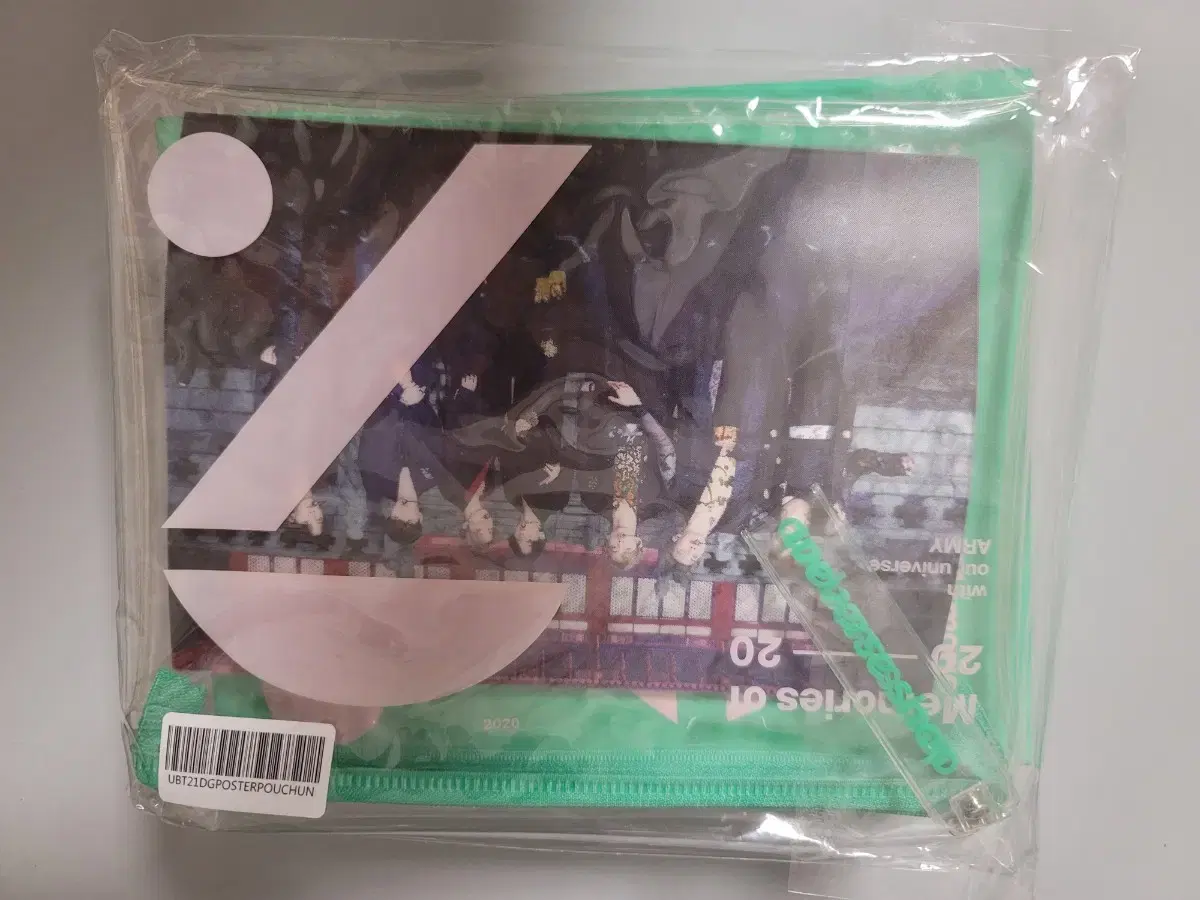 Memories of
20 20
with
our universe
ARMY
2020
UBT21DGPOSTERPOUCHUN